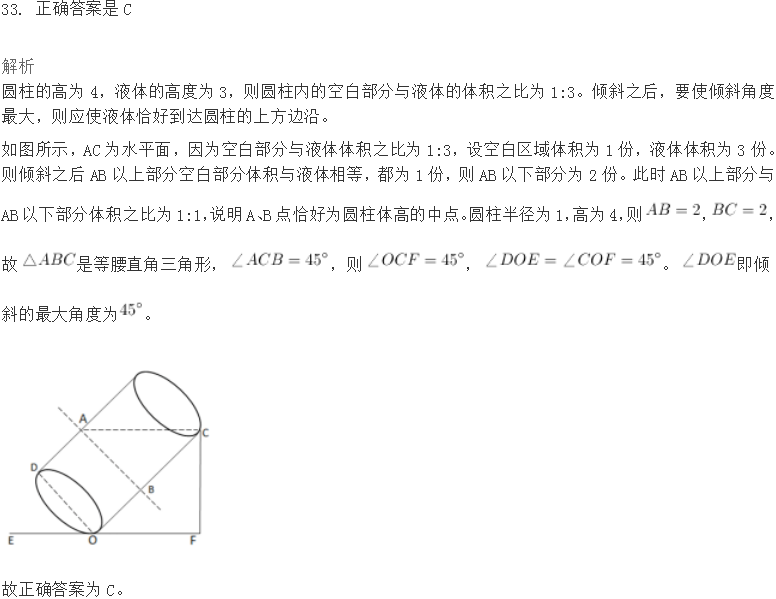 33. 正确答案是 C
解析
圆柱的高为 4，液体的高度为 3，则圆柱内的空白部分与液体的体积之比为 1:3。倾斜之后，要使倾斜角度
最大，则应使液体恰好到达圆柱的上方边沿。
如图所示，AC 为水平面，因为空白部分与液体体积之比为 1:3，设空白区域体积为 1 份，液体体积为 3 份。
则倾斜之后 AB 以上部分空白部分体积与液体相等，都为 1 份，则 AB 以下部分为 2 份。此时 AB 以上部分与
AB 以下部分体积之比为 1:1，说明 A、B 点恰好为圆柱体高的中点。圆柱半径为 1，高为 4，则 AB = 2，BC = 2，
故 △ABC 是等腰直角三角形，∠ACB = 45°，则 ∠OCF = 45°，∠DOE = ∠COF = 45°。∠DOE 即倾
斜的最大角度为 45°。
A
C
D
B
E
O
F
故正确答案为 C。